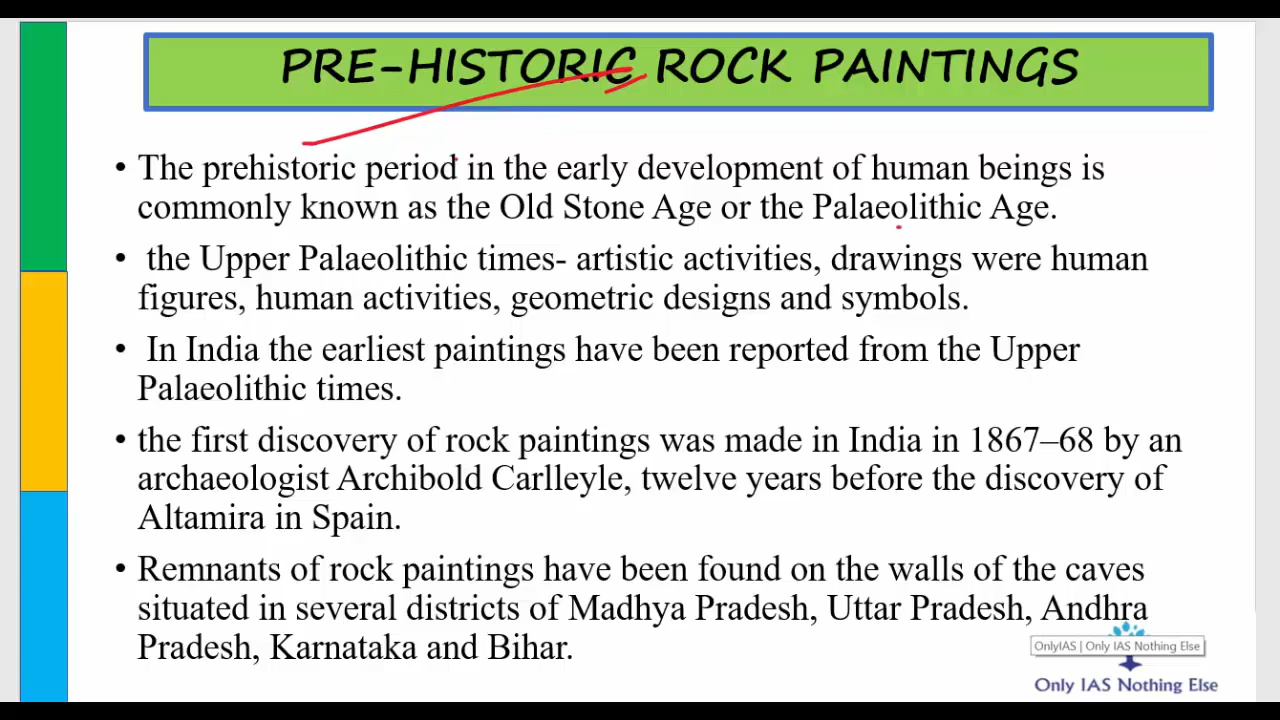 PRE-HISTORIC ROCK PAINTINGS
• The prehistoric period in the early development of human beings is
commonly known as the Old Stone Age or the Palaeolithic Age.
• the Upper Palaeolithic times- artistic activities, drawings were human
figures, human activities, geometric designs and symbols.
• In India the earliest paintings have been reported from the Upper
Palaeolithic times.
• the first discovery of rock paintings was made in India in 1867–68 by an
archaeologist Archibold Carlleyle, twelve years before the discovery of
Altamira in Spain.
• Remnants of rock paintings have been found on the walls of the caves
situated in several districts of Madhya Pradesh, Uttar Pradesh, Andhra
Pradesh, Karnataka and Bihar.
OnlyIAS | Only IAS Nothing Else
Only IAS Nothing Else